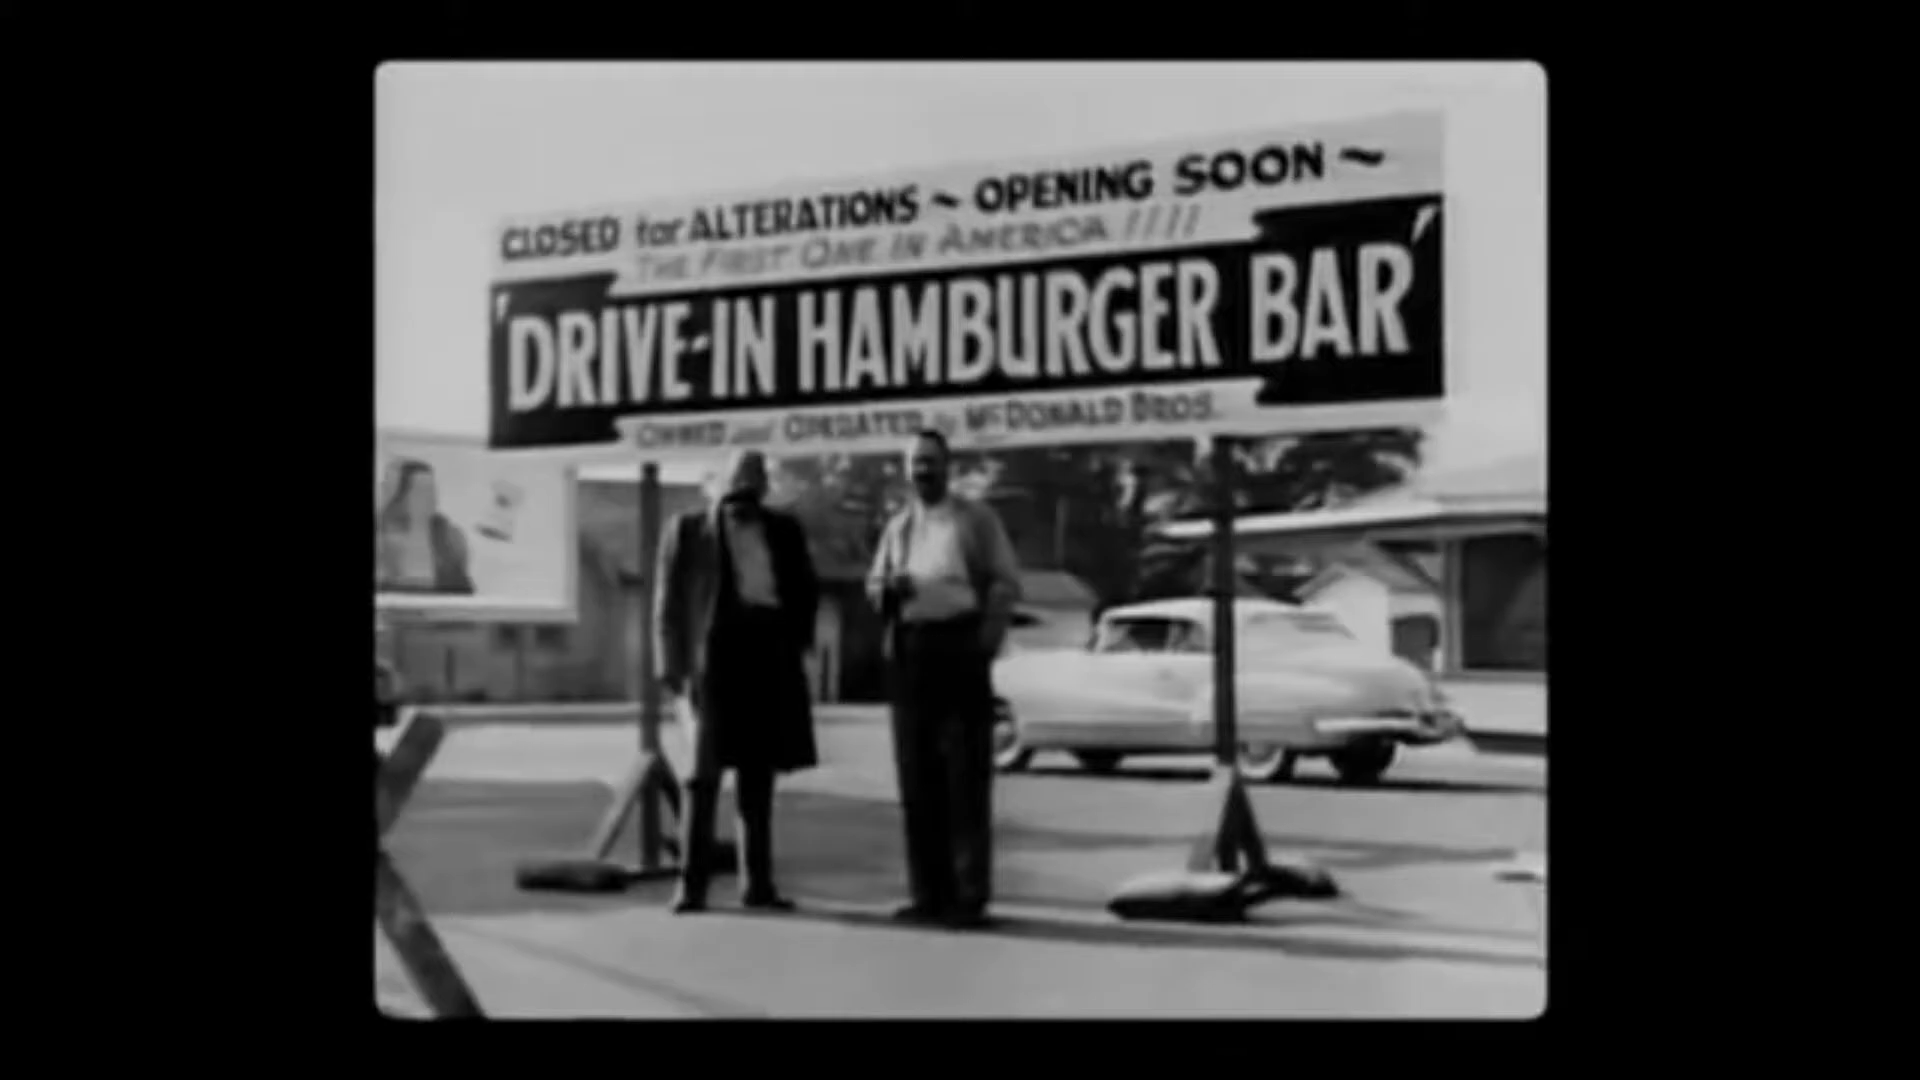 CLOSED for ALTERATIONS ~ OPENING SOON ~
THE FIRST ONE IN AMERICA !!!!
'DRIVE-IN HAMBURGER BAR'
OWNED and OPERATED by McDONALD BROS.